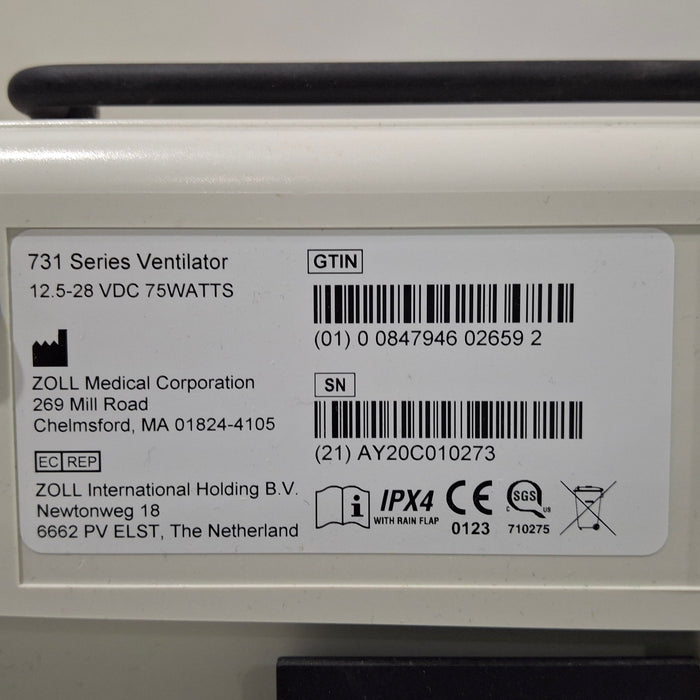 731 Series Ventilator
12.5-28 VDC 75WATTS
ZOLL Medical Corporation
269 Mill Road
Chelmsford, MA 01824-4105
EC REP
ZOLL International Holding B.V.
Newtonweg 18
6662 PV ELST, The Netherland
GTIN
(01) 0 0847946 02659 2
SN
(21) AY20C010273
i
IPX4
WITH RAIN FLAP
CE
0123
SGS
C US
710275